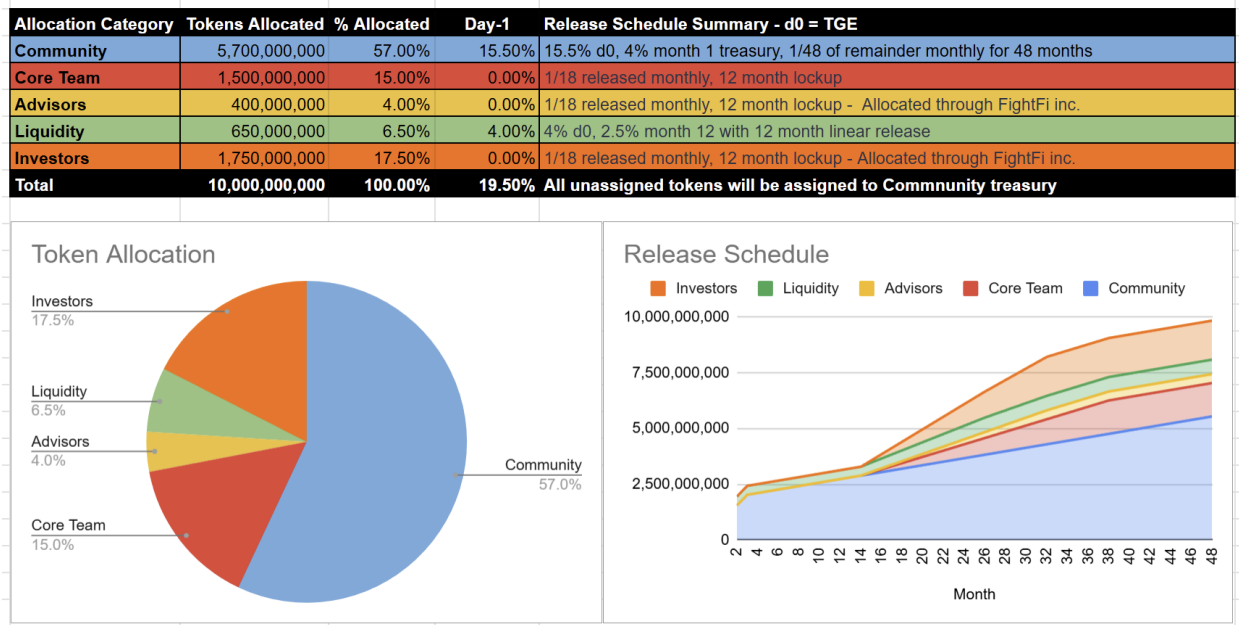 Allocation Category Tokens Allocated % Allocated Day-1 Release Schedule Summary - d0 = TGE
Community 5,700,000,000 57.00% 15.50% 15.5% d0, 4% month 1 treasury, 1/48 of remainder monthly for 48 months
Core Team 1,500,000,000 15.00% 0.00% 1/18 released monthly, 12 month lockup
Advisors 400,000,000 4.00% 0.00% 1/18 released monthly, 12 month lockup - Allocated through FightFi inc.
Liquidity 650,000,000 6.50% 4.00% 4% d0, 2.5% month 12 with 12 month linear release
Investors 1,750,000,000 17.50% 0.00% 1/18 released monthly, 12 month lockup - Allocated through FightFi inc.
Total 10,000,000,000 100.00% 19.50% All unassigned tokens will be assigned to Commnunity treasury
Token Allocation
Investors
17.5%
Liquidity
6.5%
Advisors
4.0%
Core Team
15.0%
Community
57.0%
Release Schedule
Investors Liquidity Advisors Core Team Community
10,000,000,000
7,500,000,000
5,000,000,000
2,500,000,000
0
2 4 6 8 10 12 14 16 18 20 22 24 26 28 30 32 34 36 38 40 42 44 46 48
Month